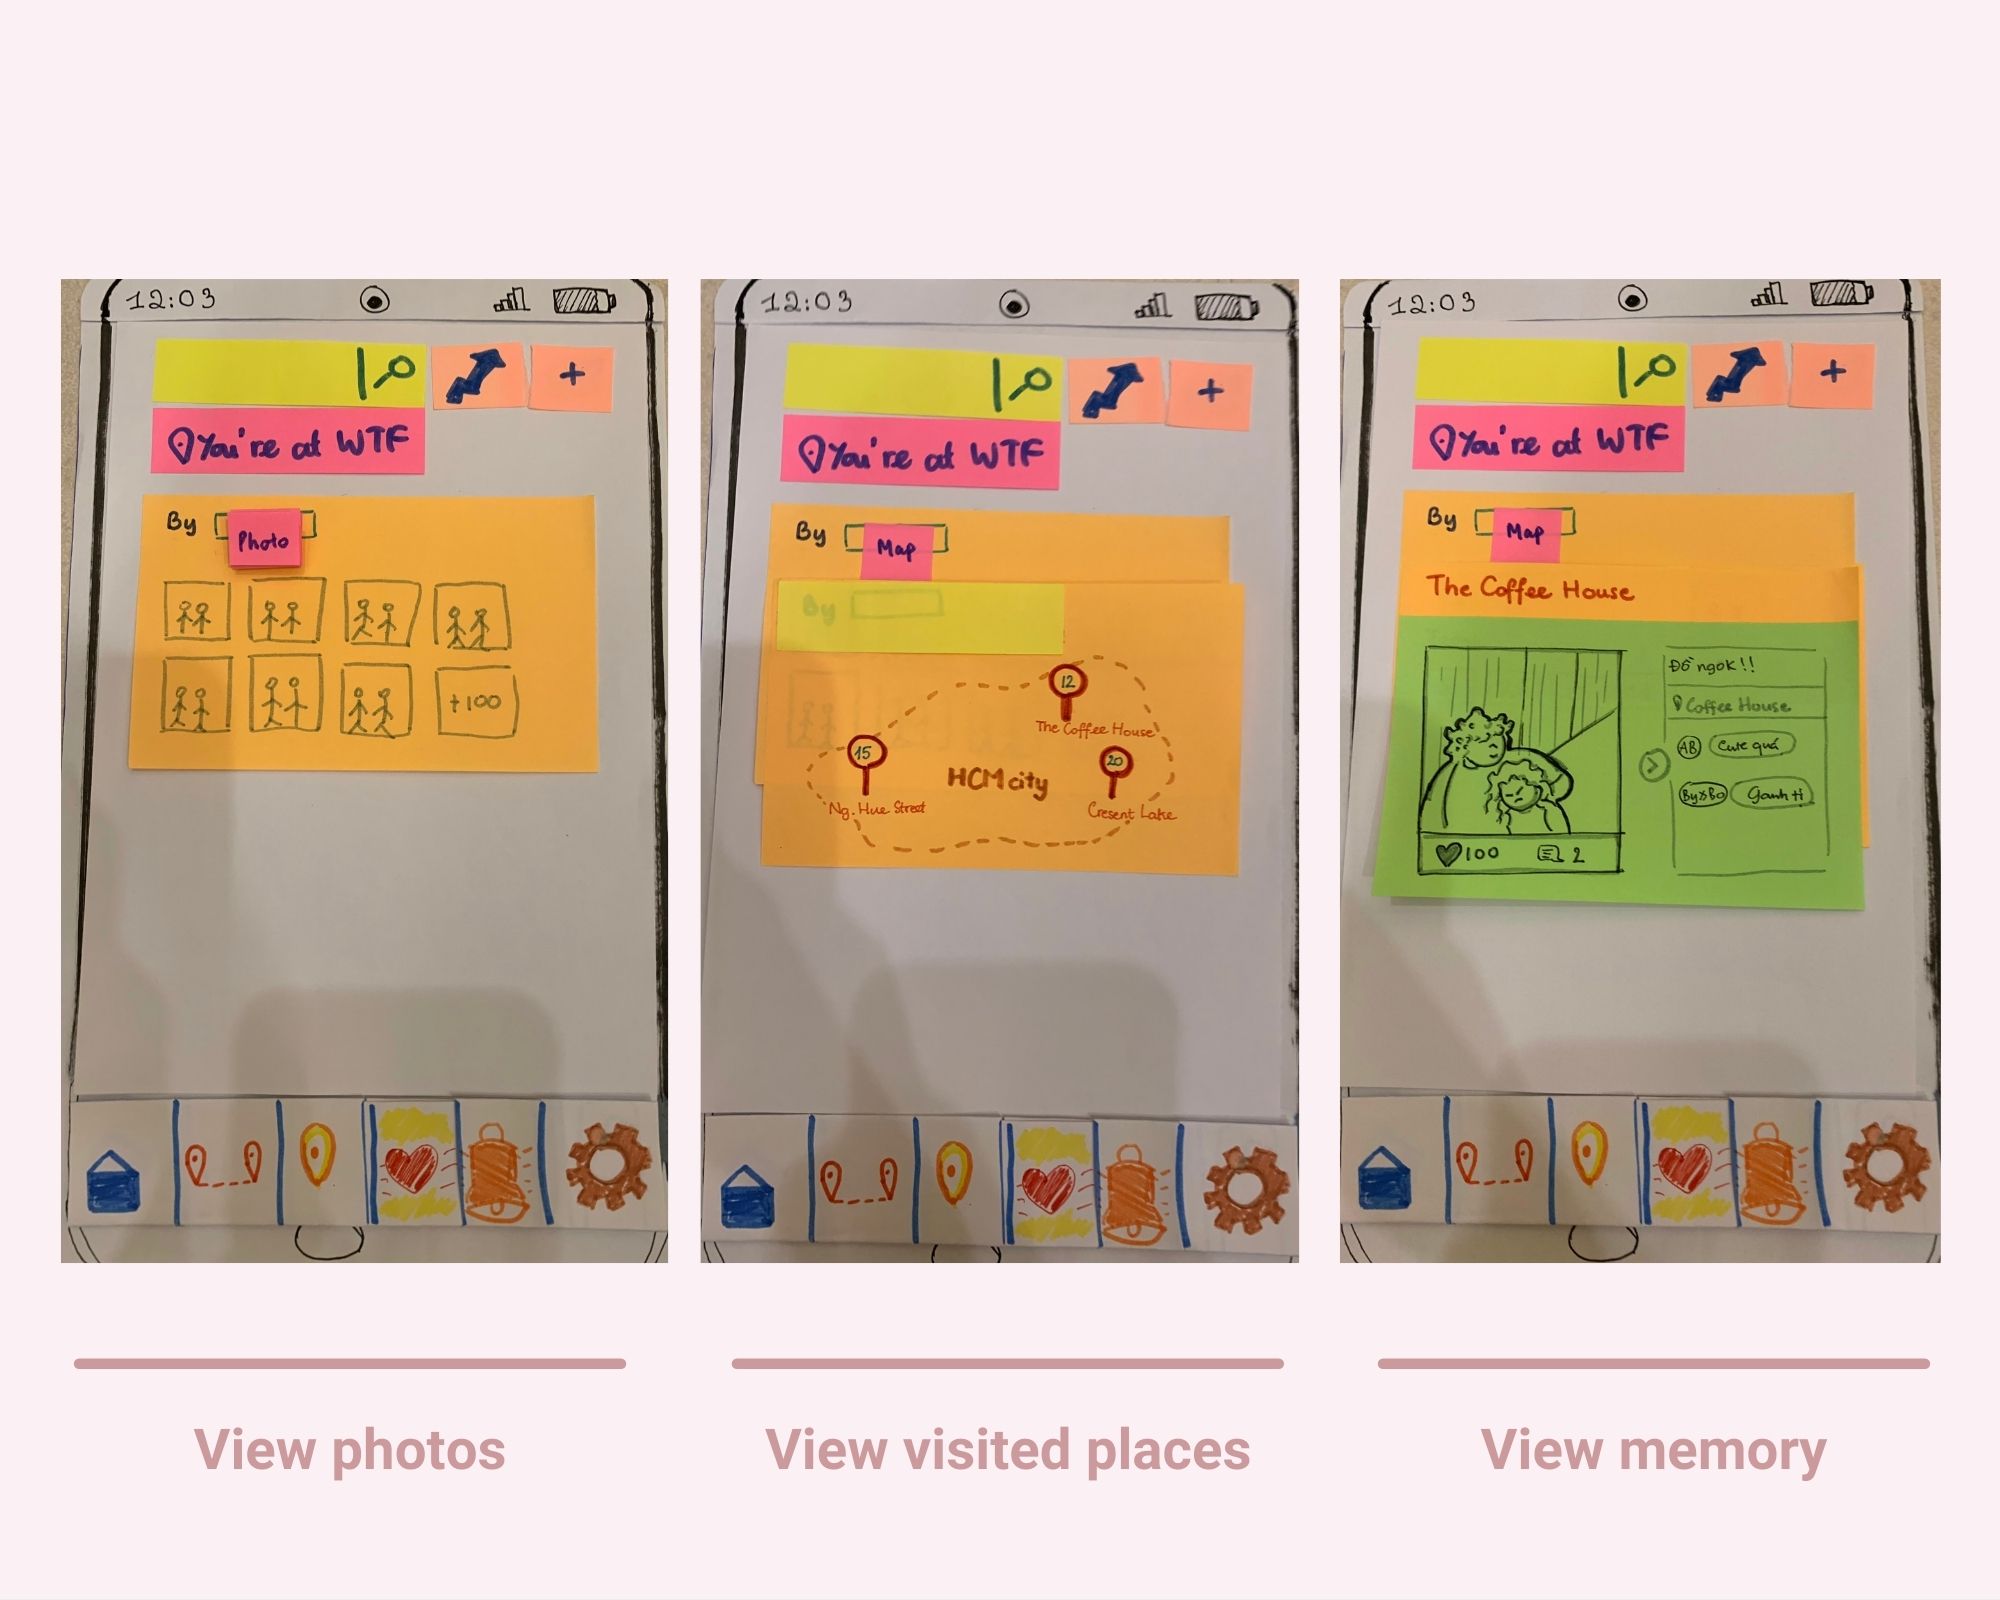 12:03
You're at WTF
By Photo
+100
12:03
You're at WTF
By Map
By
12
The Coffee House
15
20
HCM city
Ng. Hue Street
Cresent Lake
12:03
You're at WTF
By Map
The Coffee House
Đồ ngok!!
Coffee House
AB Cute quá
Ganh tị
100 2
View photos
View visited places
View memory